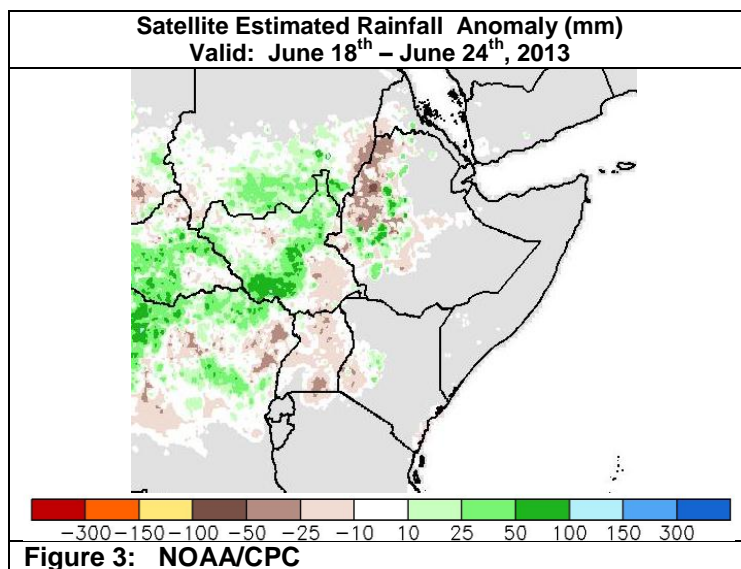 Satellite Estimated Rainfall Anomaly (mm)
Valid: June 18th – June 24th, 2013
−300 −150 −100 −50 −25 −10 10 25 50 100 150 300
Figure 3: NOAA/CPC